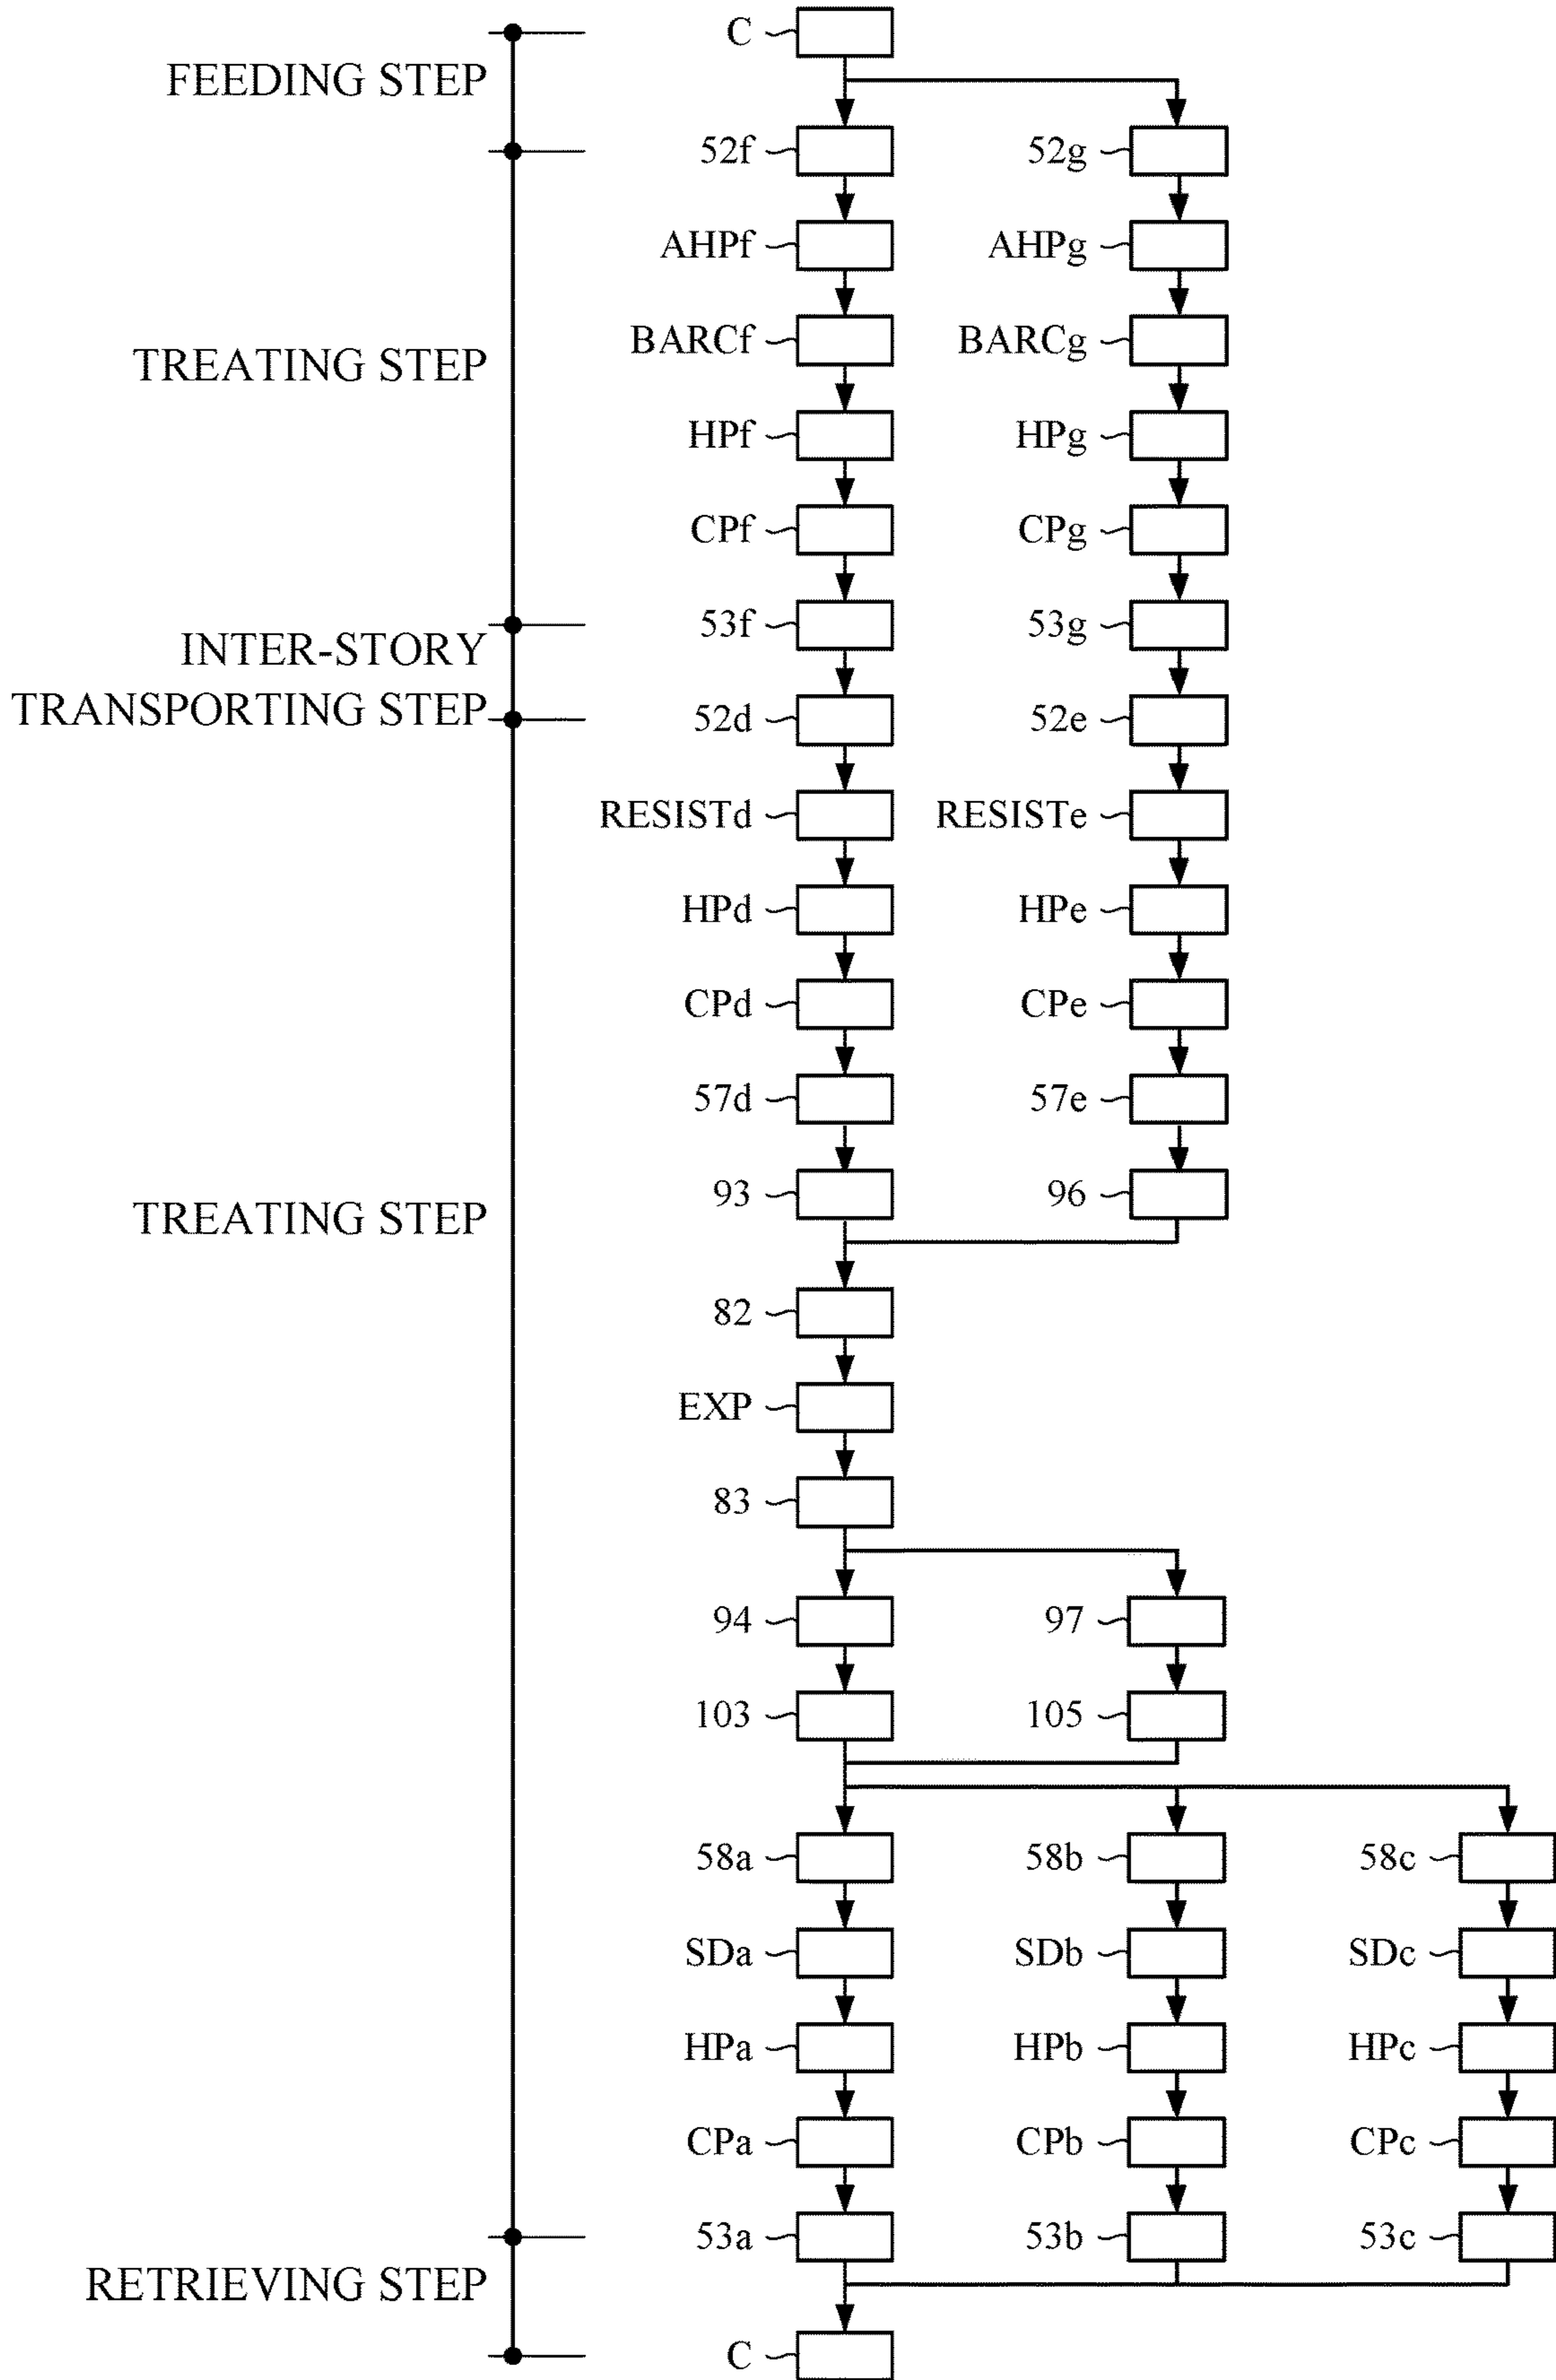 C
FEEDING STEP
52f 52g
AHPf AHPg
BARCf BARCg
TREATING STEP
HPf HPg
CPf CPg
53f 53g
INTER-STORY
TRANSPORTING STEP
52d 52e
RESISTd RESISTe
HPd HPe
CPd CPe
57d 57e
93 96
TREATING STEP
82
EXP
83
94 97
103 105
58a 58b 58c
SDa SDb SDc
HPa HPb HPc
CPa CPb CPc
53a 53b 53c
RETRIEVING STEP
C